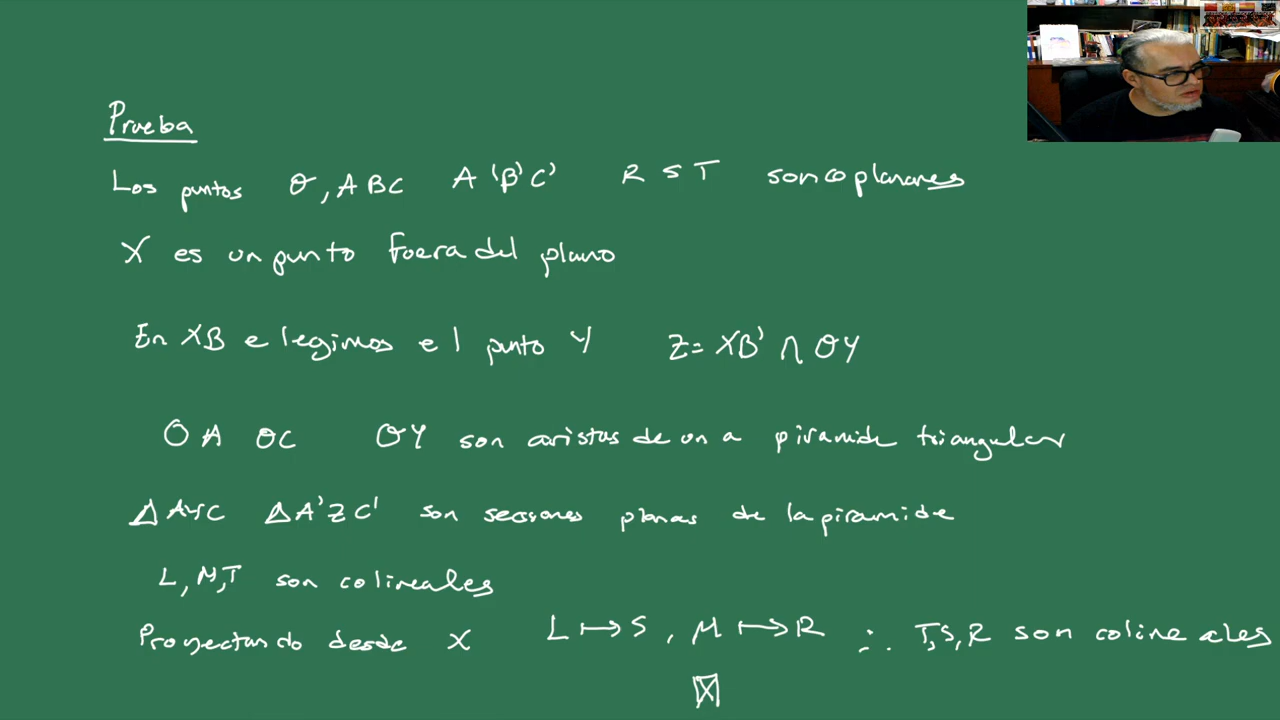 Prueba
Los puntos O, A B C A' B' C' R S T son coplanares
X es un punto fuera del plano
En XB elegimos el punto Y Z = XB' ∩ OY
OA OC OY son aristas de una piramide triangular
△AYC △A'ZC' son secciones planas de la piramide
L, M, T son colineales
Proyectando desde X L ↦ S, M ↦ R ∴ T, S, R son colineales